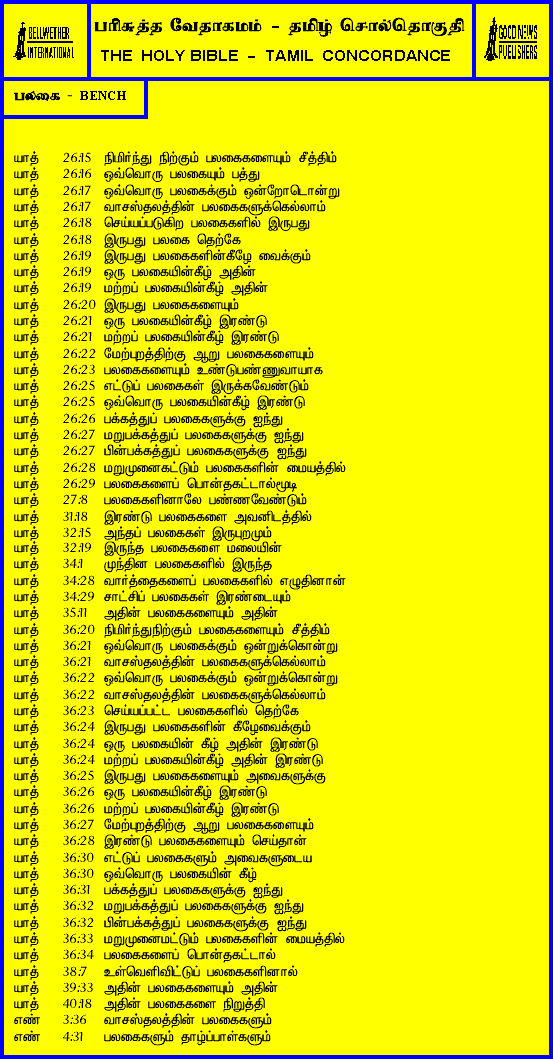 BELLWETHER
INTERNATIONAL
பரிசுத்த வேதாகமம் - தமிழ் சொல்தொகுதி
THE HOLY BIBLE - TAMIL CONCORDANCE
GOOD NEWS
PUBLISHERS
பலகை - BENCH
யாத் 26:15 நிமிர்ந்து நிற்கும் பலகைகளையும் சீத்திம்
யாத் 26:16 ஒவ்வொரு பலகையும் பத்து
யாத் 26:17 ஒவ்வொரு பலகைக்கும் ஒன்றோடொன்று
யாத் 26:17 வாசஸ்தலத்தின் பலகைகளுக்கெல்லாம்
யாத் 26:18 செய்யப்படுகிற பலகைகளில் இருபது
யாத் 26:18 இருபது பலகை தெற்கே
யாத் 26:19 இருபது பலகைகளின்கீழே வைக்கும்
யாத் 26:19 ஒரு பலகையின்கீழ் அதின்
யாத் 26:19 மற்றப் பலகையின்கீழ் அதின்
யாத் 26:20 இருபது பலகைகளையும்
யாத் 26:21 ஒரு பலகையின்கீழ் இரண்டு
யாத் 26:21 மற்றப் பலகையின்கீழ் இரண்டு
யாத் 26:22 மேற்புறத்திற்கு ஆறு பலகைகளையும்
யாத் 26:23 பலகைகளையும் உண்டுபண்ணுவாயாக
யாத் 26:25 எட்டுப் பலகைகள் இருக்கவேண்டும்
யாத் 26:25 ஒவ்வொரு பலகையின்கீழ் இரண்டு
யாத் 26:26 பக்கத்துப் பலகைகளுக்கு ஐந்து
யாத் 26:27 மறுபக்கத்துப் பலகைகளுக்கு ஐந்து
யாத் 26:27 பின்பக்கத்துப் பலகைகளுக்கு ஐந்து
யாத் 26:28 மறுமுனைகட்டும் பலகைகளின் மையத்தில்
யாத் 26:29 பலகைகளைப் பொன்தகட்டால்மூடி
யாத் 27:8 பலகைகளினாலே பண்ணவேண்டும்
யாத் 31:18 இரண்டு பலகைகளை அவனிடத்தில்
யாத் 32:15 அந்தப் பலகைகள் இருபுறமும்
யாத் 32:19 இருந்த பலகைகளை மலையின்
யாத் 34:1 முந்தின பலகைகளில் இருந்த
யாத் 34:28 வார்த்தைகளைப் பலகைகளில் எழுதினான்
யாத் 34:29 சாட்சிப் பலகைகள் இரண்டையும்
யாத் 35:11 அதின் பலகைகளையும் அதின்
யாத் 36:20 நிமிர்ந்துநிற்கும் பலகைகளையும் சீத்திம்
யாத் 36:21 ஒவ்வொரு பலகைக்கும் ஒன்றுக்கொன்று
யாத் 36:21 வாசஸ்தலத்தின் பலகைகளுக்கெல்லாம்
யாத் 36:22 ஒவ்வொரு பலகைக்கும் ஒன்றுக்கொன்று
யாத் 36:22 வாசஸ்தலத்தின் பலகைகளுக்கெல்லாம்
யாத் 36:23 செய்யப்பட்ட பலகைகளில் தெற்கே
யாத் 36:24 இருபது பலகைகளின் கீழேவைக்கும்
யாத் 36:24 ஒரு பலகையின் கீழ் அதின் இரண்டு
யாத் 36:24 மற்றப் பலகையின்கீழ் அதின் இரண்டு
யாத் 36:25 இருபது பலகைகளையும் அவைகளுக்கு
யாத் 36:26 ஒரு பலகையின்கீழ் இரண்டு
யாத் 36:26 மற்றப் பலகையின்கீழ் இரண்டு
யாத் 36:27 மேற்புறத்திற்கு ஆறு பலகைகளையும்
யாத் 36:28 இரண்டு பலகைகளையும் செய்தான்
யாத் 36:30 எட்டுப் பலகைகளும் அவைகளுடைய
யாத் 36:30 ஒவ்வொரு பலகையின் கீழ்
யாத் 36:31 பக்கத்துப் பலகைகளுக்கு ஐந்து
யாத் 36:32 மறுபக்கத்துப் பலகைகளுக்கு ஐந்து
யாத் 36:32 பின்பக்கத்துப் பலகைகளுக்கு ஐந்து
யாத் 36:33 மறுமுனைமட்டும் பலகைகளின் மையத்தில்
யாத் 36:34 பலகைகளைப் பொன்தகட்டால்
யாத் 38:7 உள்வெளிவிட்டுப் பலகைகளினால்
யாத் 39:33 அதின் பலகைகளையும் அதின்
யாத் 40:18 அதின் பலகைகளை நிறுத்தி
எண் 3:36 வாசஸ்தலத்தின் பலகைகளும்
எண் 4:31 பலகைகளும் தாழ்ப்பாள்களும்